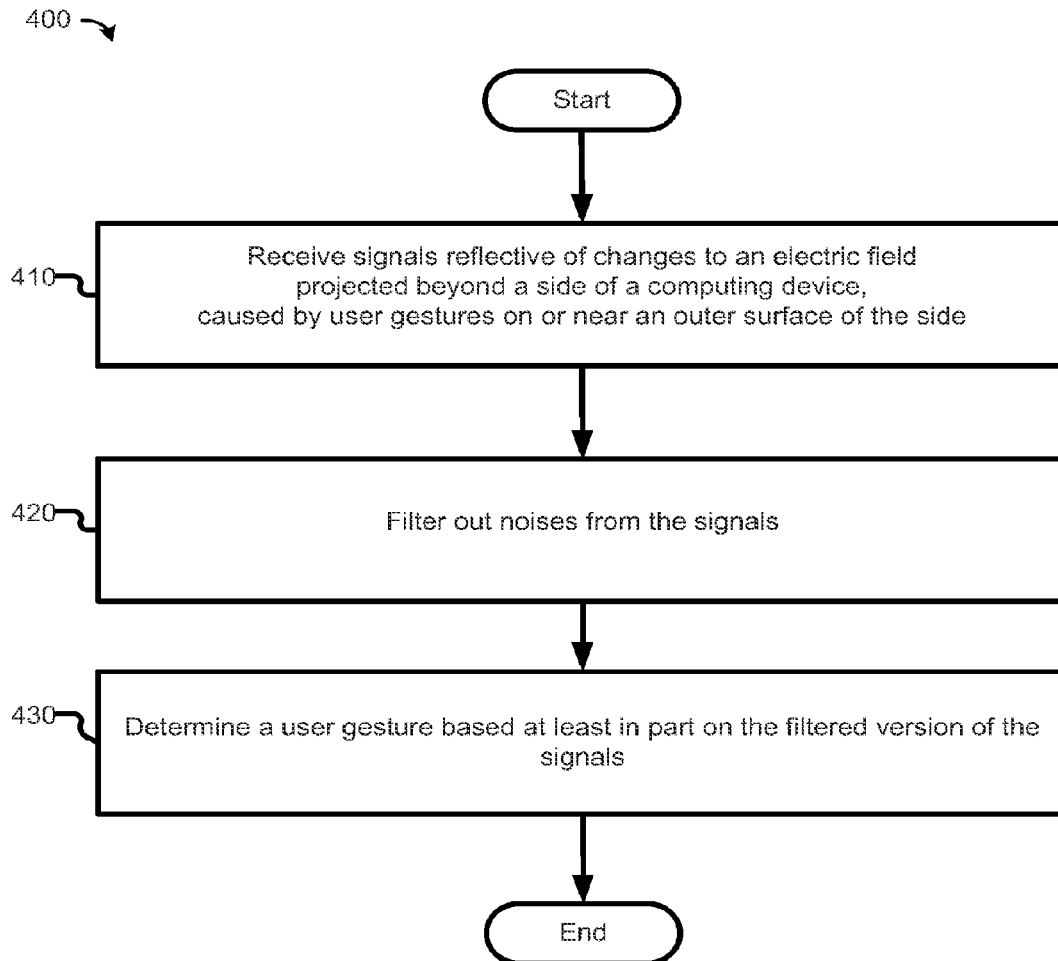 400
Start
410
Receive signals reflective of changes to an electric field
projected beyond a side of a computing device,
caused by user gestures on or near an outer surface of the side
420
Filter out noises from the signals
430
Determine a user gesture based at least in part on the filtered version of the
signals
End